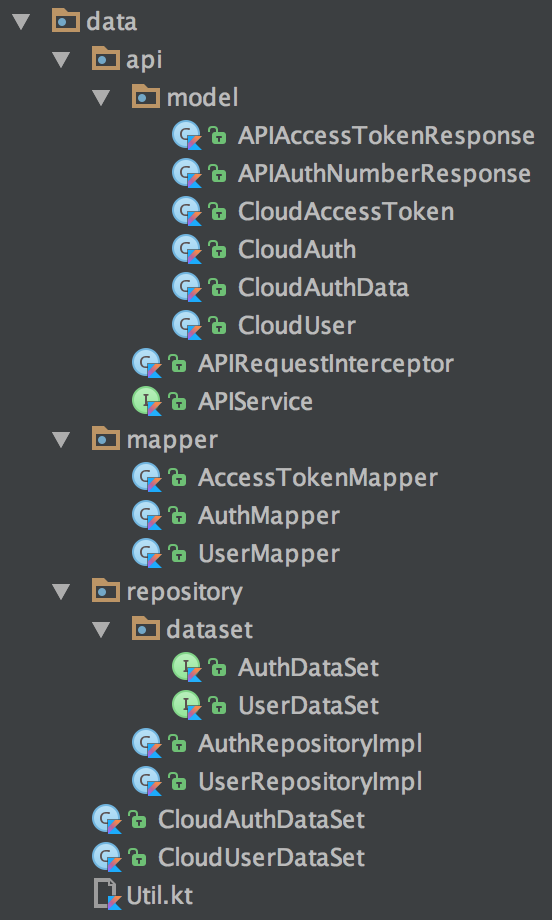 data
api
model
APIAccessTokenResponse
APIAuthNumberResponse
CloudAccessToken
CloudAuth
CloudAuthData
CloudUser
APIRequestInterceptor
APIService
mapper
AccessTokenMapper
AuthMapper
UserMapper
repository
dataset
AuthDataSet
UserDataSet
AuthRepositoryImpl
UserRepositoryImpl
CloudAuthDataSet
CloudUserDataSet
Util.kt